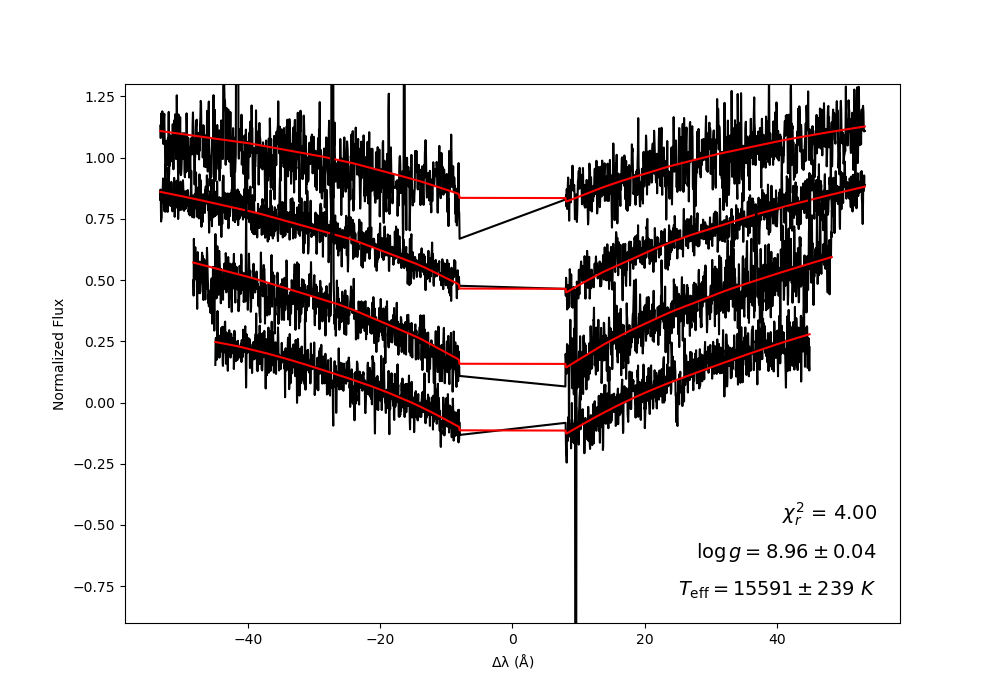 1.25
1.00
0.75
0.50
0.25
0.00
−0.25
−0.50
−0.75
−40
−20
0
20
40
Normalized Flux
Δλ (Å)
χ²ᵣ = 4.00
log g = 8.96 ± 0.04
T_eff = 15591 ± 239 K